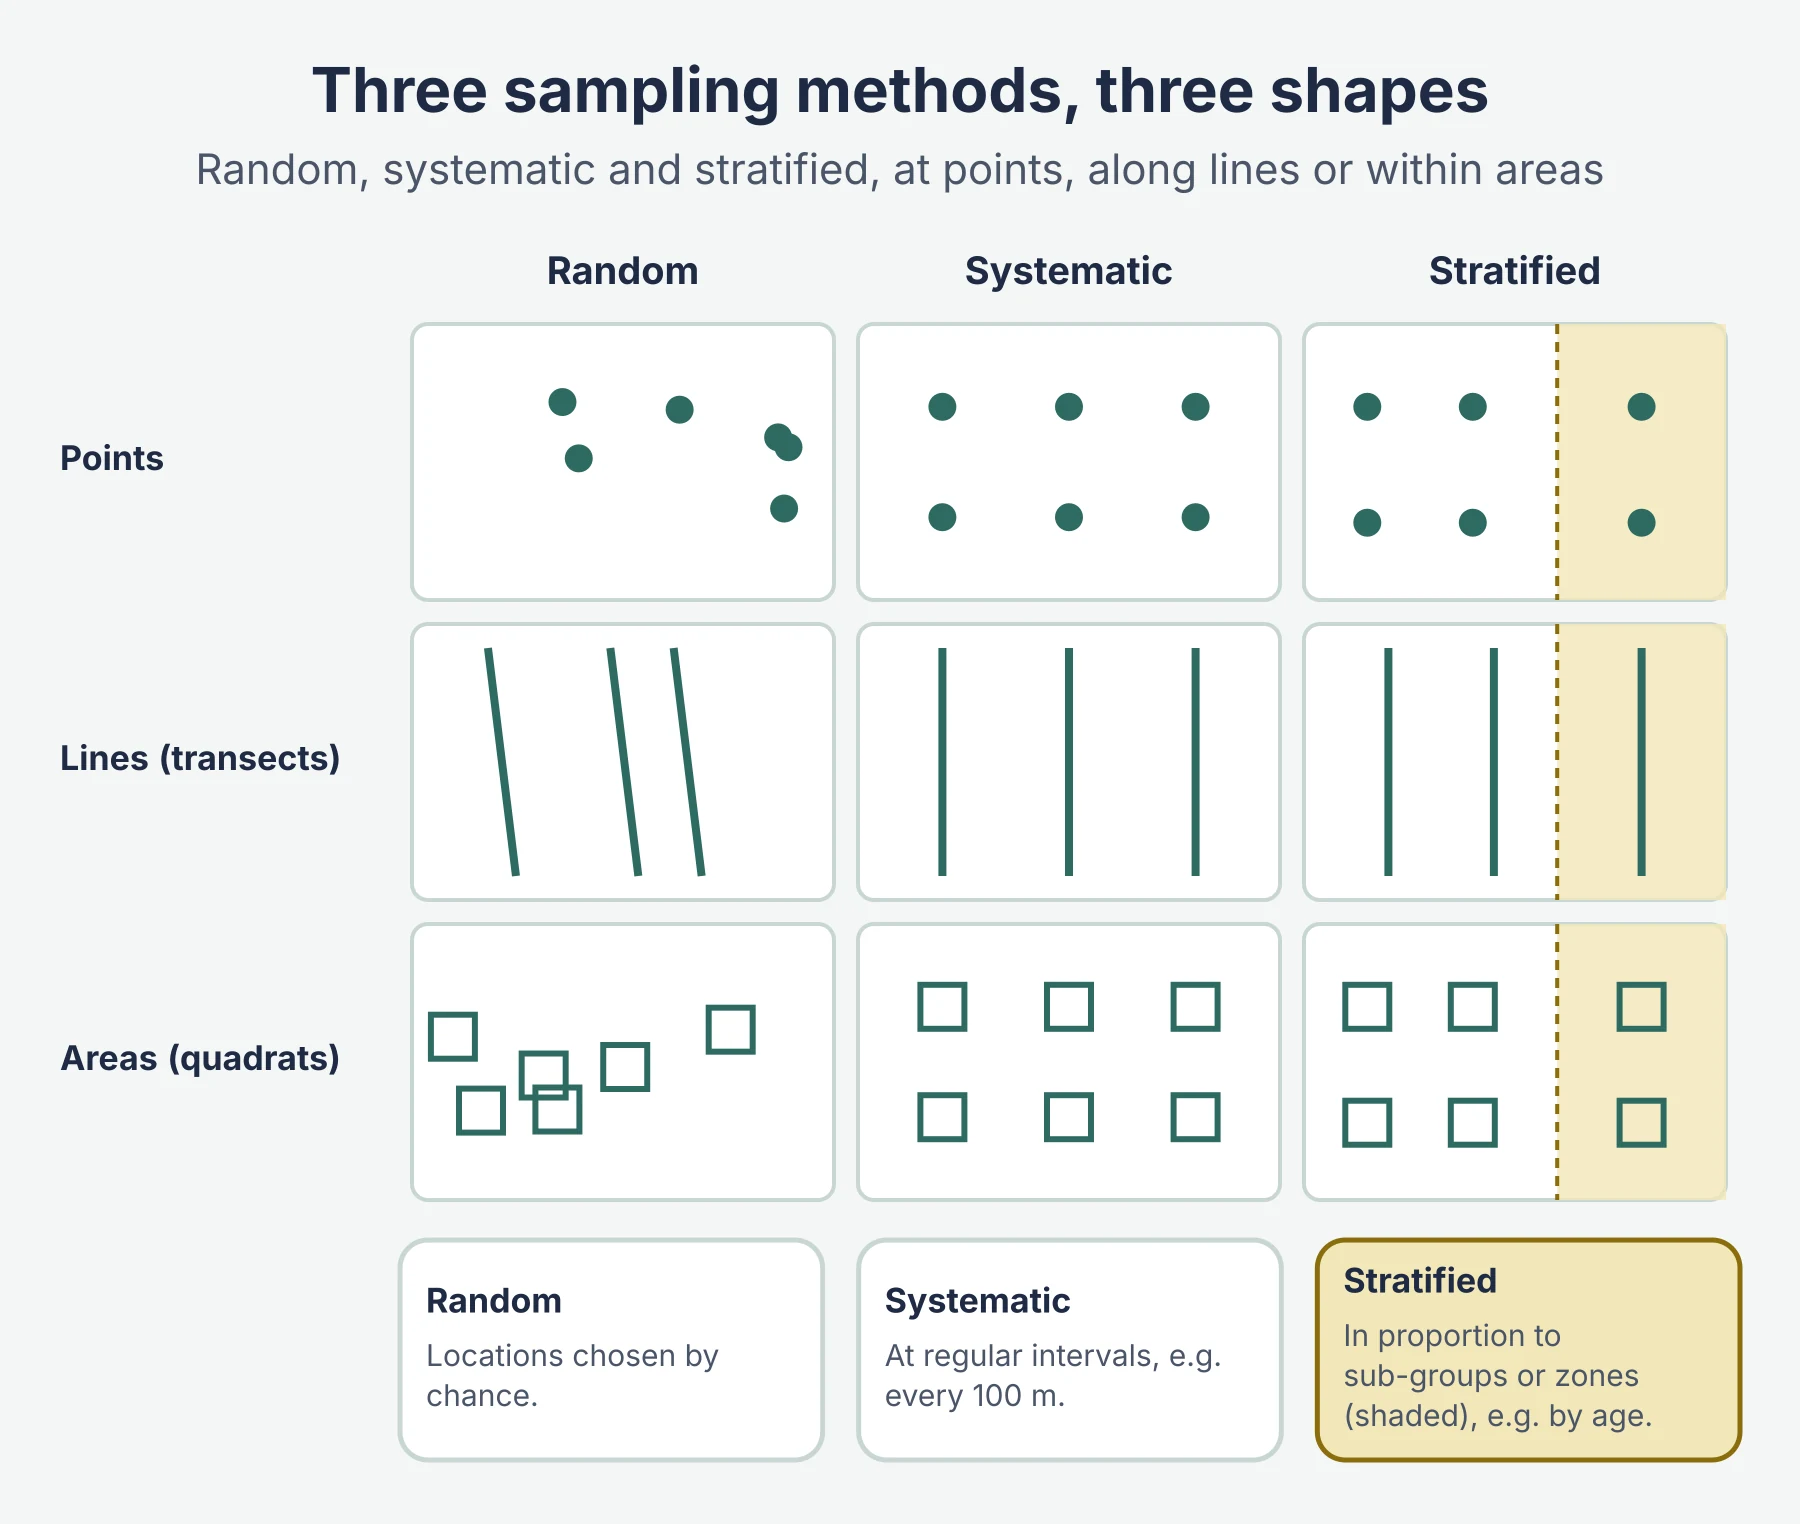 Three sampling methods, three shapes
Random, systematic and stratified, at points, along lines or within areas
Random
Systematic
Stratified
Points
Lines (transects)
Areas (quadrats)
Random
Locations chosen by
chance.
Systematic
At regular intervals, e.g.
every 100 m.
Stratified
In proportion to
sub-groups or zones
(shaded), e.g. by age.